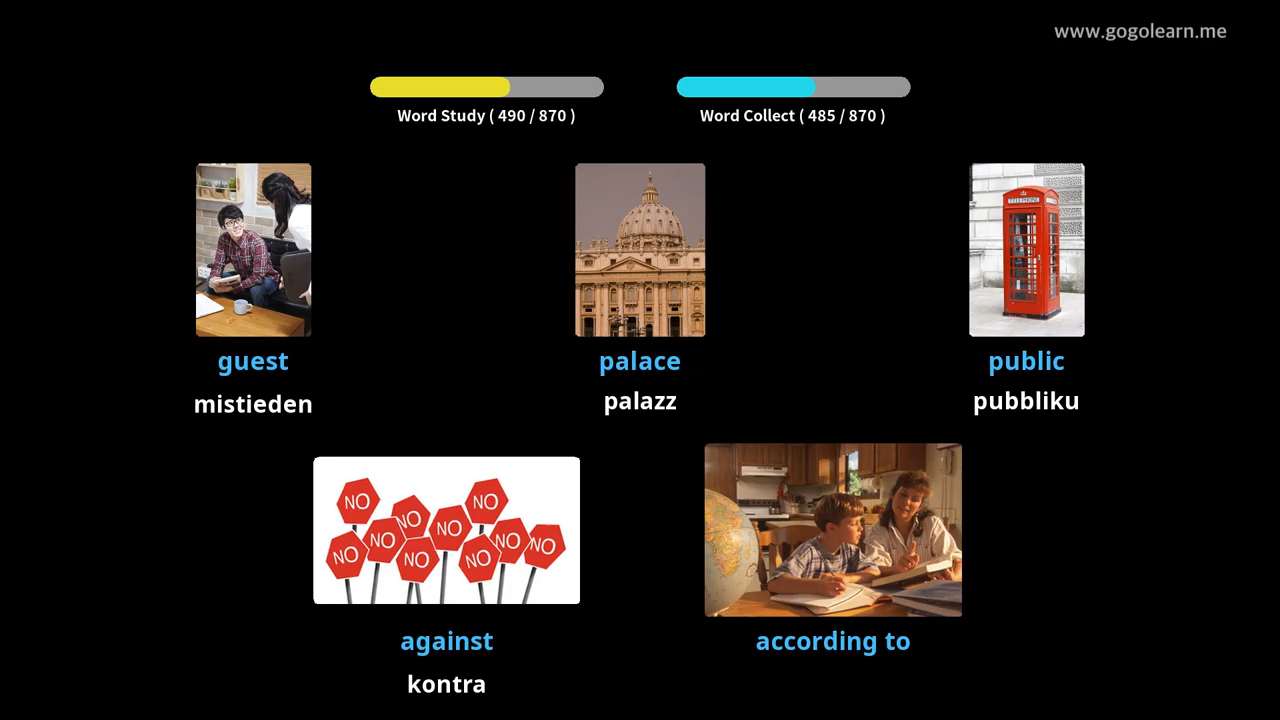 www.gogolearn.me
Word Study ( 490 / 870 )
Word Collect ( 485 / 870 )
TELEPHONE
guest
palace
public
mistieden
palazz
pubbliku
NO
NO
NO
NO
NO
NO
NO
NO
NO
NO
against
according to
kontra